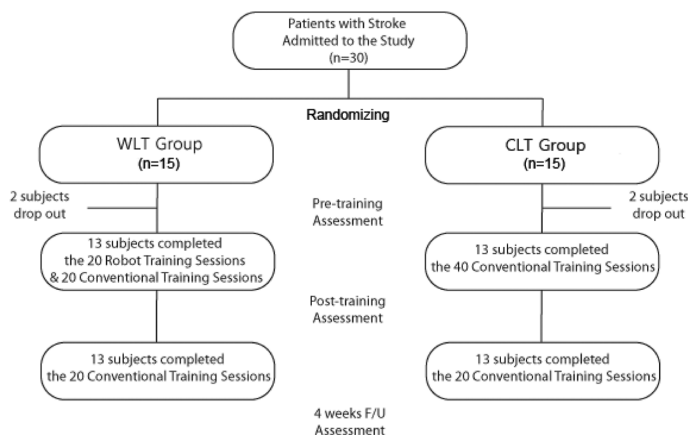 Patients with Stroke
Admitted to the Study
(n=30)
Randomizing
WLT Group
(n=15)
CLT Group
(n=15)
2 subjects
drop out
Pre-training
Assessment
2 subjects
drop out
13 subjects completed
the 20 Robot Training Sessions
& 20 Conventional Training Sessions
13 subjects completed
the 40 Conventional Training Sessions
Post-training
Assessment
13 subjects completed
the 20 Conventional Training Sessions
13 subjects completed
the 20 Conventional Training Sessions
4 weeks F/U
Assessment